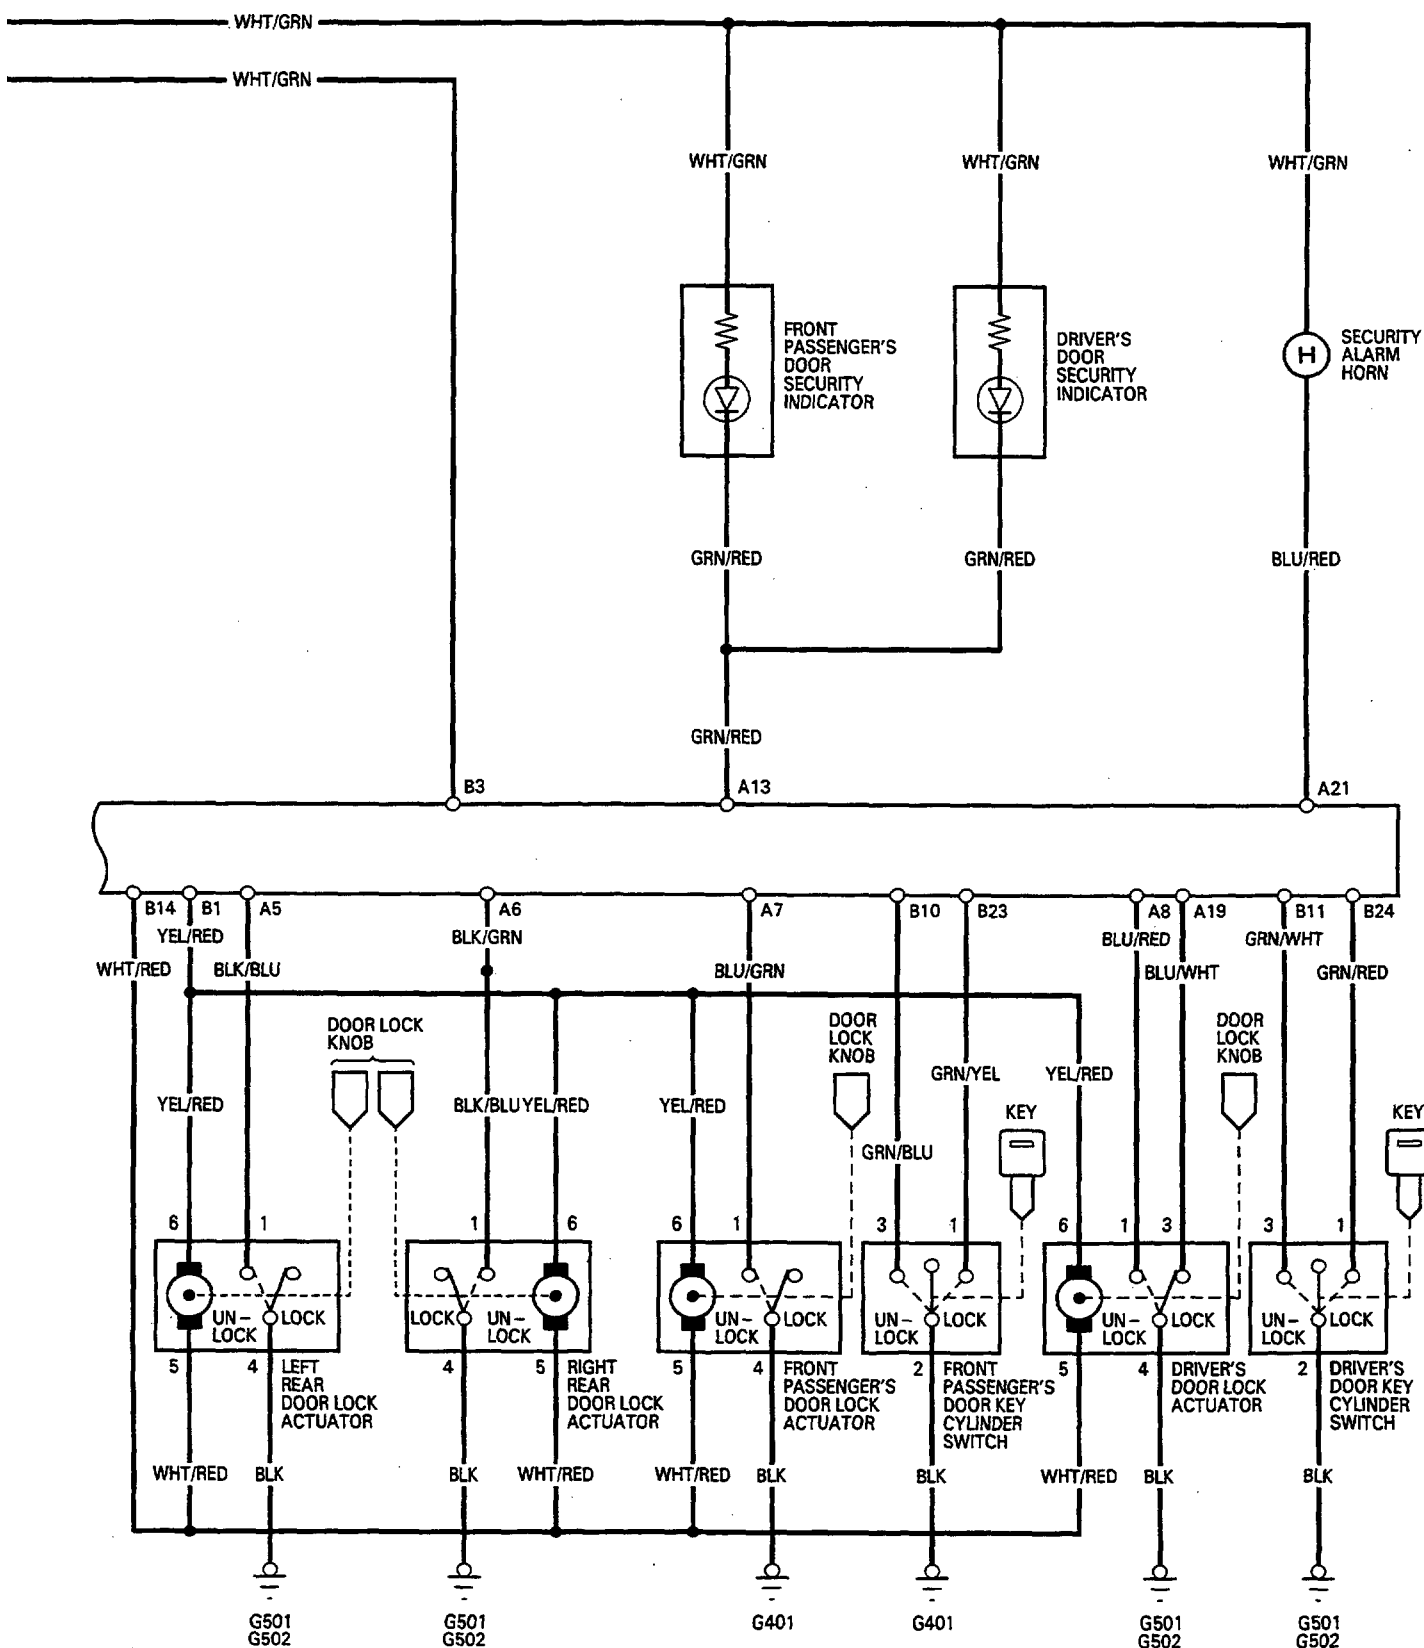 WHT/GRN
WHT/GRN
WHT/GRN
WHT/GRN
WHT/GRN
FRONT
PASSENGER'S
DOOR
SECURITY
INDICATOR
DRIVER'S
DOOR
SECURITY
INDICATOR
H
SECURITY
ALARM
HORN
GRN/RED
GRN/RED
BLU/RED
GRN/RED
B3
A13
A21
B14
B1
A5
A6
A7
B10
B23
A8
A19
B11
B24
YEL/RED
BLK/GRN
BLU/RED
GRN/WHT
WHT/RED
BLK/BLU
BLU/GRN
BLU/WHT
GRN/RED
DOOR LOCK
KNOB
DOOR
LOCK
KNOB
DOOR
LOCK
KNOB
GRN/YEL
YEL/RED
YEL/RED
BLK/BLU
YEL/RED
YEL/RED
KEY
KEY
GRN/BLU
6
1
1
6
6
1
3
1
6
1
3
3
1
UN-
LOCK
LOCK
LOCK
UN-
LOCK
UN-
LOCK
LOCK
UN-
LOCK
LOCK
UN-
LOCK
LOCK
UN-
LOCK
LOCK
5
4
LEFT
REAR
DOOR LOCK
ACTUATOR
4
5
RIGHT
REAR
DOOR LOCK
ACTUATOR
5
4
FRONT
PASSENGER'S
DOOR LOCK
ACTUATOR
2
FRONT
PASSENGER'S
DOOR KEY
CYLINDER
SWITCH
5
4
DRIVER'S
DOOR LOCK
ACTUATOR
2
DRIVER'S
DOOR KEY
CYLINDER
SWITCH
WHT/RED
BLK
BLK
WHT/RED
WHT/RED
BLK
BLK
WHT/RED
BLK
BLK
G501
G502
G501
G502
G401
G401
G501
G502
G501
G502